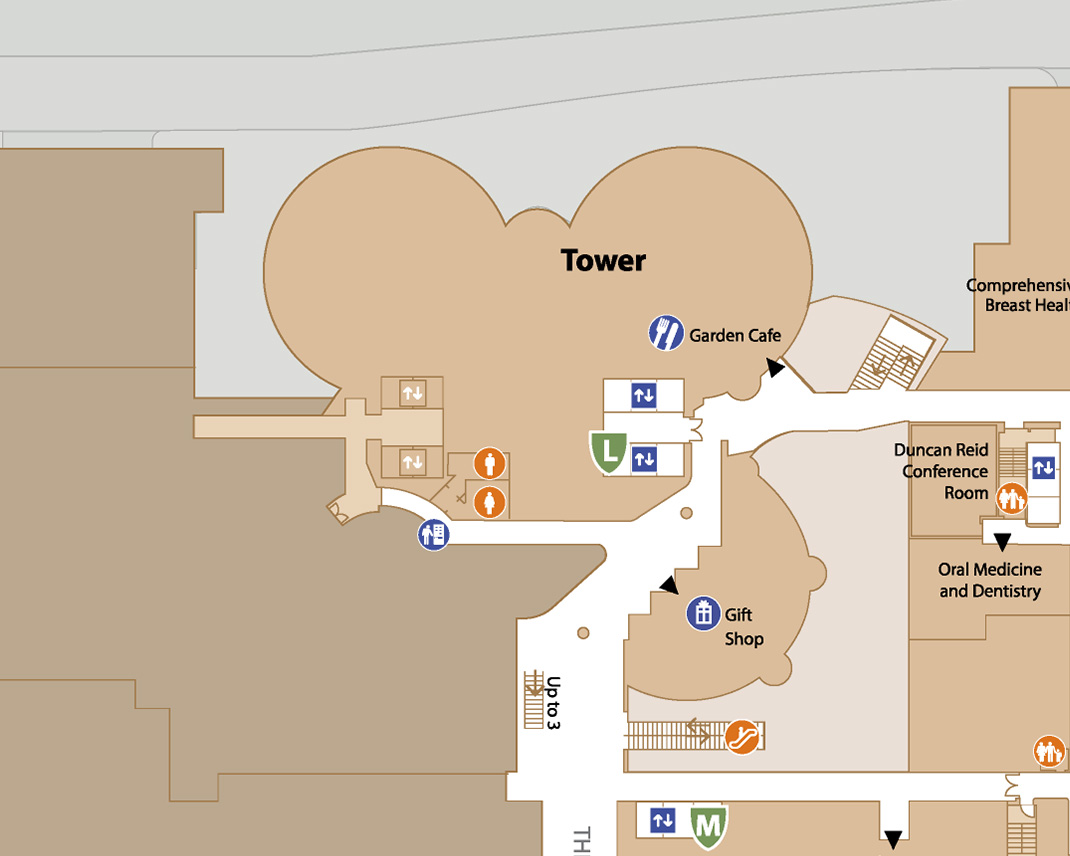 Tower
Comprehensiv
Breast Healt
Garden Cafe
L
Duncan Reid
Conference
Room
Oral Medicine
and Dentistry
Gift
Shop
Up to 3
M
TH